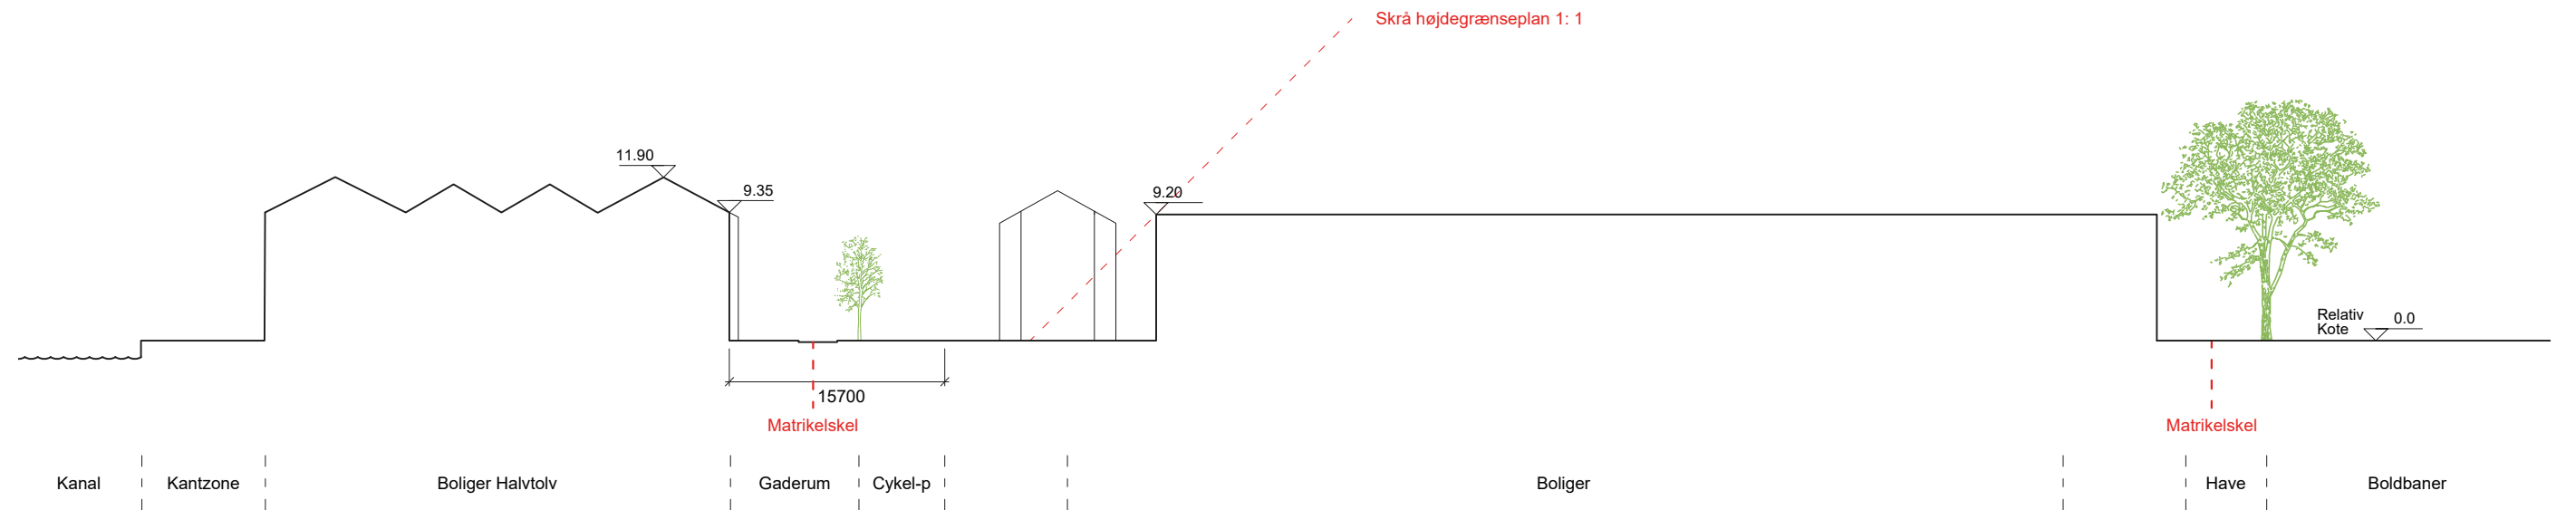 Skrå højdegrænseplan 1: 1
11.90
9.35
9.20
Relativ
Kote
0.0
15700
Matrikelskel
Matrikelskel
Kanal
Kantzone
Boliger Halvtolv
Gaderum
Cykel-p
Boliger
Have
Boldbaner